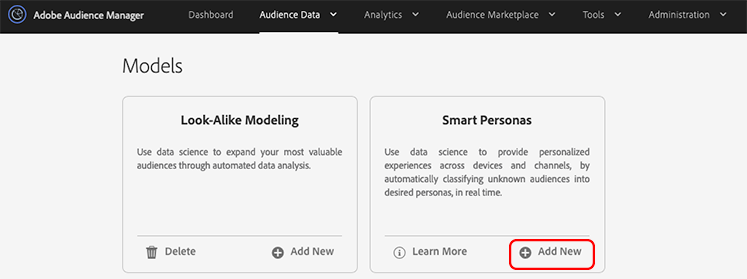 Adobe Audience Manager Dashboard Audience Data Analytics Audience Marketplace Tools Administration
Models
Look-Alike Modeling
Use data science to expand your most valuable
audiences through automated data analysis.
Delete Add New
Smart Personas
Use data science to provide personalized
experiences across devices and channels, by
automatically classifying unknown audiences into
desired personas, in real time.
Learn More Add New